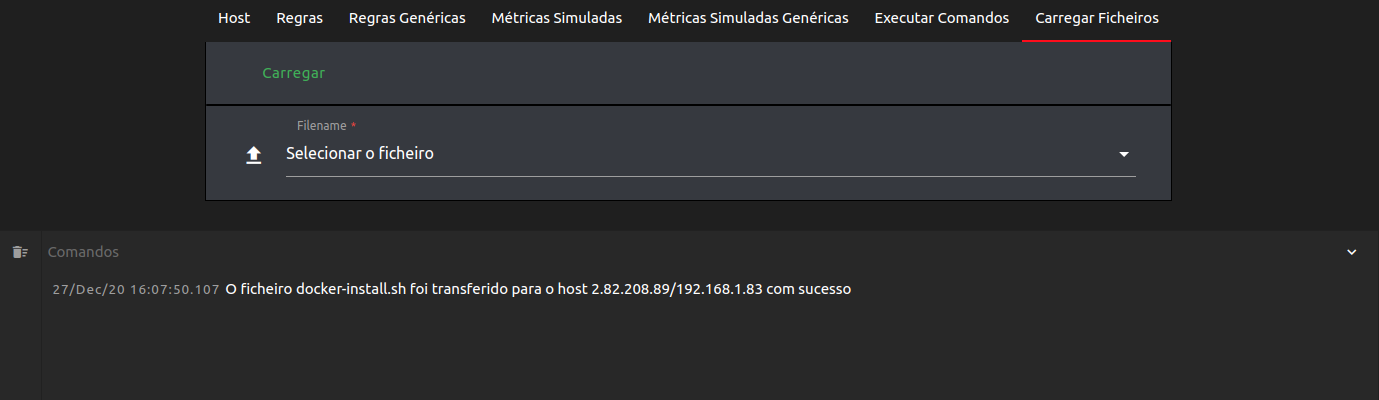 Host Regras Regras Genéricas Métricas Simuladas Métricas Simuladas Genéricas Executar Comandos Carregar Ficheiros
Carregar
Filename *
Selecionar o ficheiro
Comandos
27/Dec/20 16:07:50.107 O ficheiro docker-install.sh foi transferido para o host 2.82.208.89/192.168.1.83 com sucesso